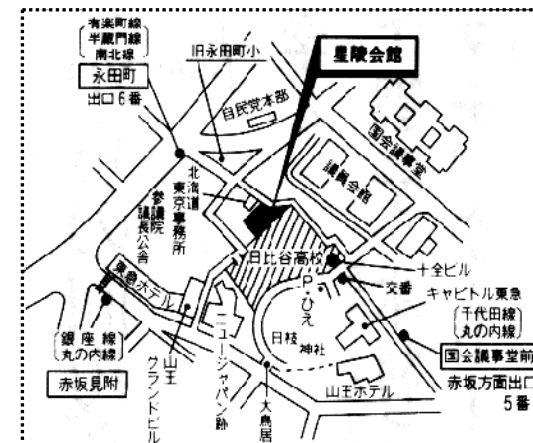 有楽町線
半蔵門線
南北線
永田町
出口6番
旧永田町小
星陵会館
自民党本部
国会議事堂
議員会館
北海道
東京事務所
参議院
議長公舎
日比谷高校
十全ビル
交番
東急ホテル
P・ひえ
キャピトル東急
千代田線
丸の内線
国会議事堂前
赤坂方面出口
5番
日枝
神社
銀座線
丸の内線
赤坂見附
山王
グランドビル
ニュージャパン跡
大鳥居
山王ホテル